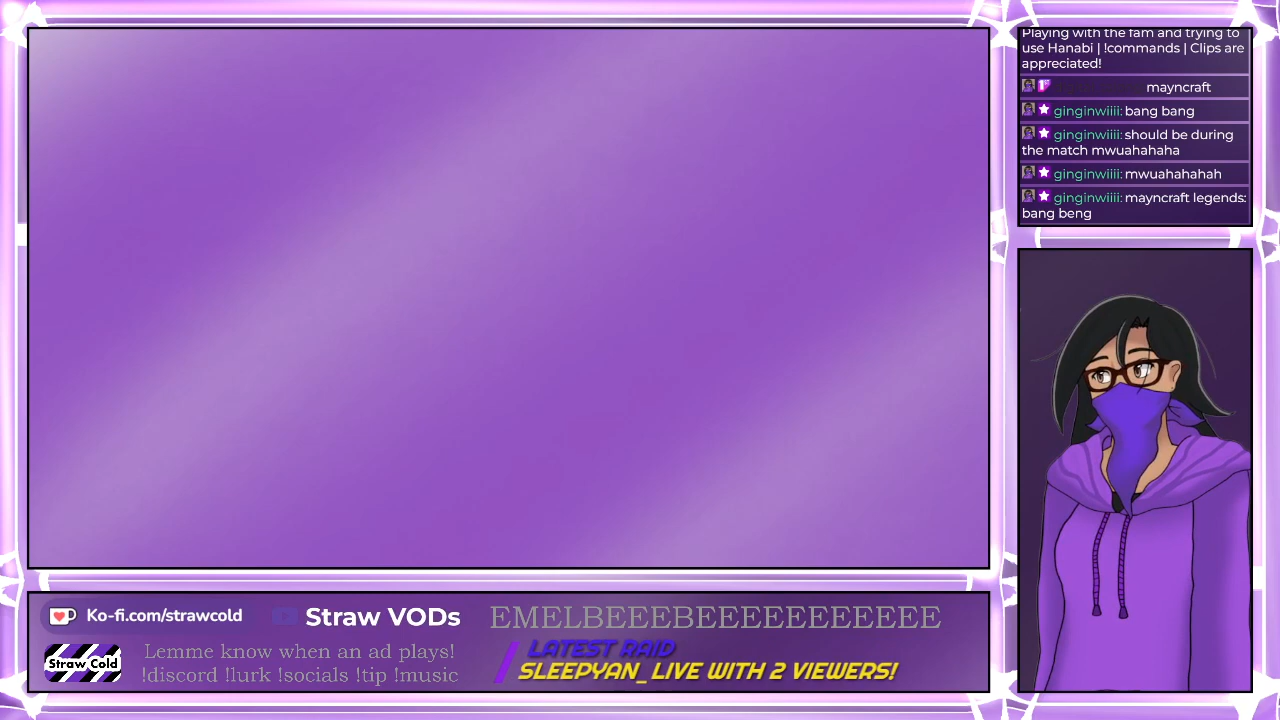 Playing with the fam and trying to
use Hanabi | !commands | Clips are
appreciated!
mayncraft
ginginwiiii: bang bang
ginginwiiii: should be during
the match mwuahahaha
ginginwiiii: mwuahahahah
ginginwiiii: mayncraft legends:
bang beng
Ko-fi.com/strawcold
Straw VODs
EMELBEEEBEEEEEEEEEEE
Straw Cold
Lemme know when an ad plays!
!discord !lurk !socials !tip !music
LATEST RAID
SLEEPYAN_LIVE WITH 2 VIEWERS!